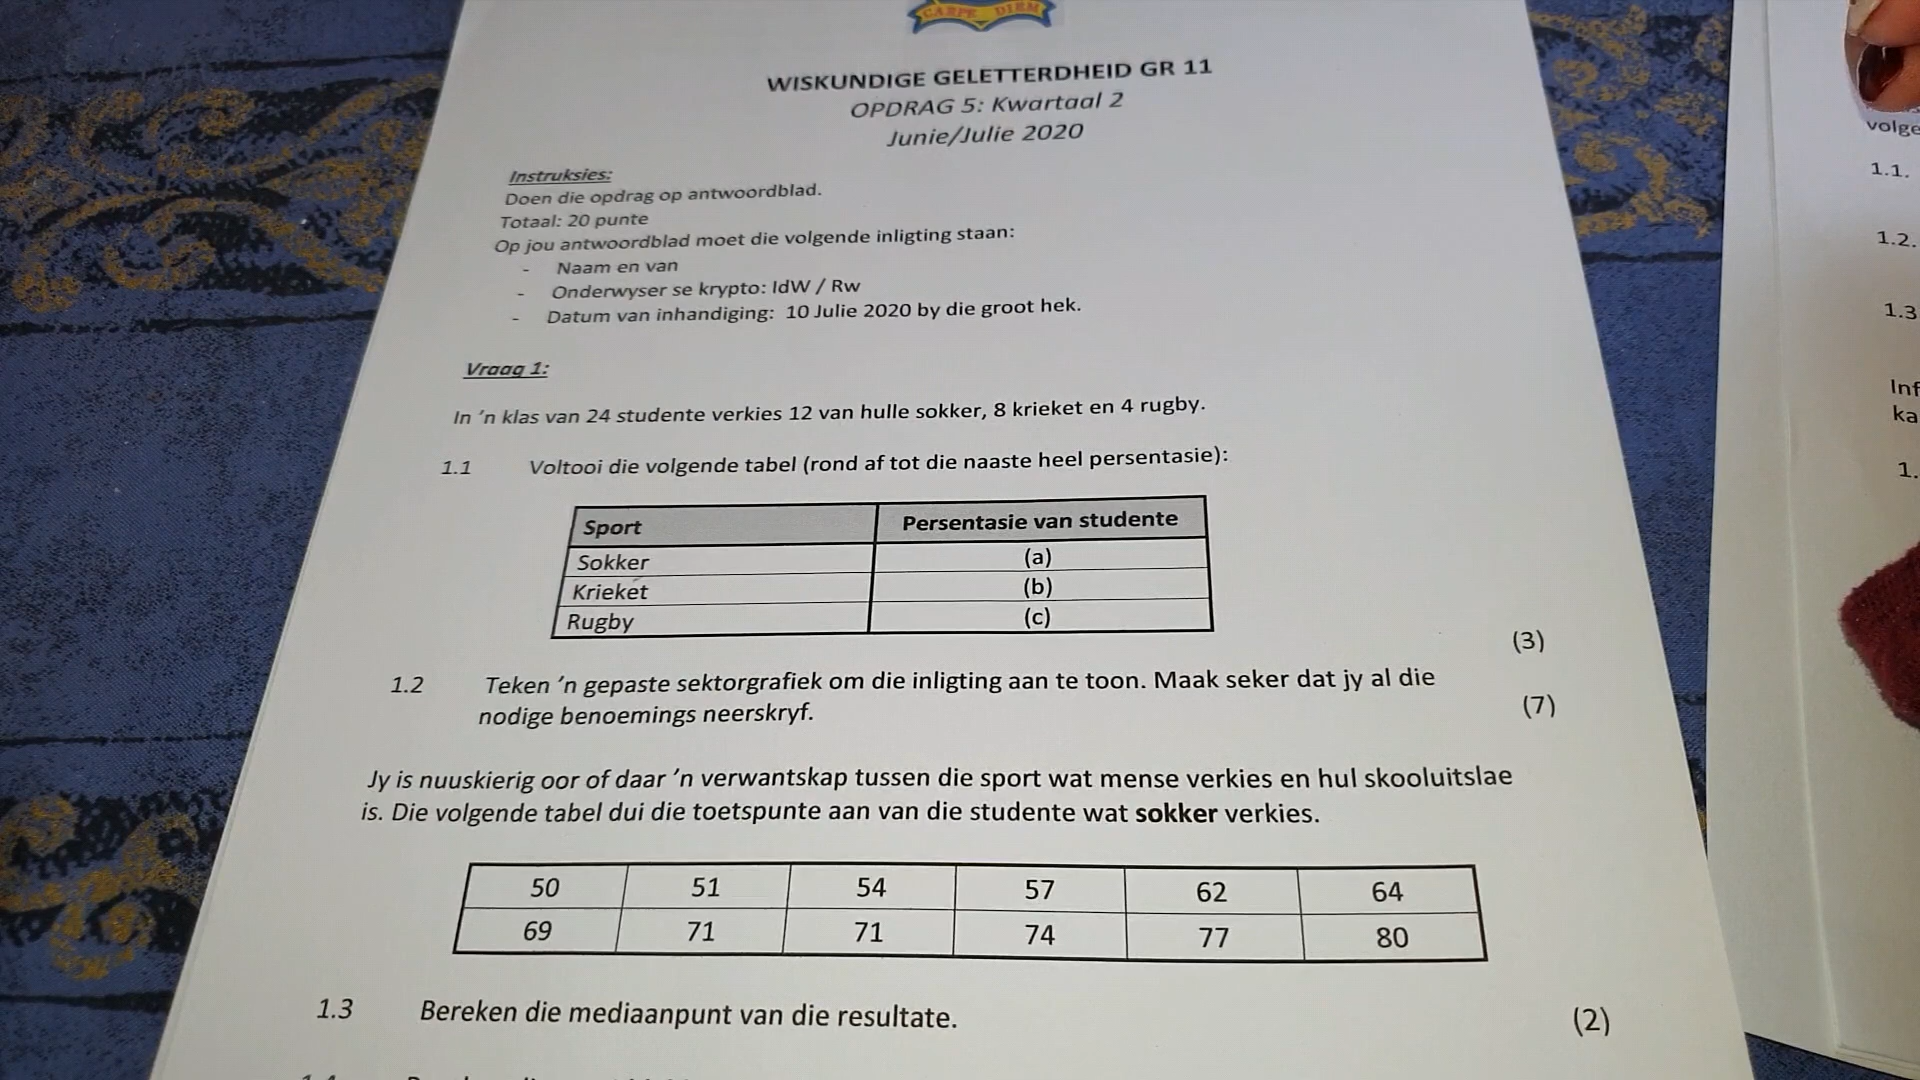 CARPE DIEM
WISKUNDIGE GELETTERDHEID GR 11
OPDRAG 5: Kwartaal 2
Junie/Julie 2020
Instruksies:
Doen die opdrag op antwoordblad.
Totaal: 20 punte
Op jou antwoordblad moet die volgende inligting staan:
- Naam en van
- Onderwyser se krypto: IdW / Rw
- Datum van inhandiging: 10 Julie 2020 by die groot hek.
Vraag 1:
In 'n klas van 24 studente verkies 12 van hulle sokker, 8 krieket en 4 rugby.
1.1 Voltooi die volgende tabel (rond af tot die naaste heel persentasie):
Sport Persentasie van studente
Sokker (a)
Krieket (b)
Rugby (c)
(3)
1.2 Teken 'n gepaste sektorgrafiek om die inligting aan te toon. Maak seker dat jy al die
nodige benoemings neerskryf. (7)
Jy is nuuskierig oor of daar 'n verwantskap tussen die sport wat mense verkies en hul skooluitslae
is. Die volgende tabel dui die toetspunte aan van die studente wat sokker verkies.
50 51 54 57 62 64
69 71 71 74 77 80
1.3 Bereken die mediaanpunt van die resultate. (2)
volge
1.1.
1.2.
1.3
Inf
ka
1.